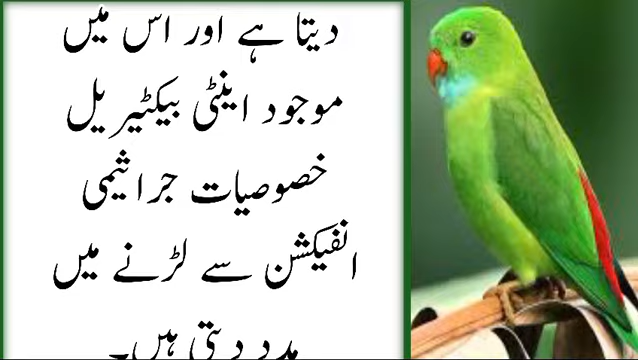 دیتا ہے اور اس میں
موجود اینٹی بیکٹیریل
خصوصیات جراثیمی
انفیکشن سے لڑنے میں
مدد دیتی ہیں۔